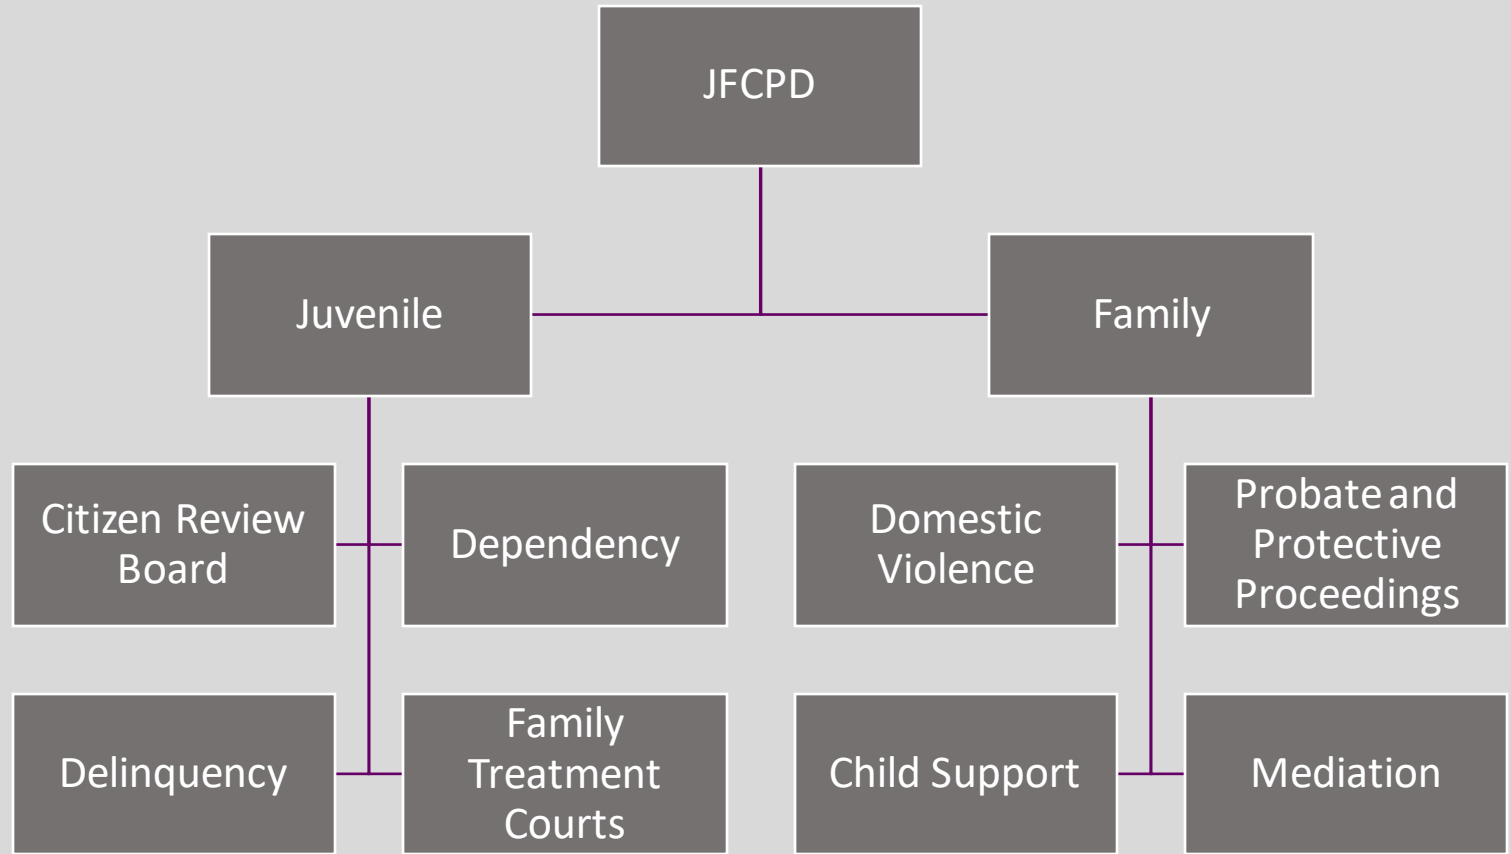 JFCPD
Juvenile
Family
Citizen Review
Board
Dependency
Domestic
Violence
Probate and
Protective
Proceedings
Delinquency
Family
Treatment
Courts
Child Support
Mediation